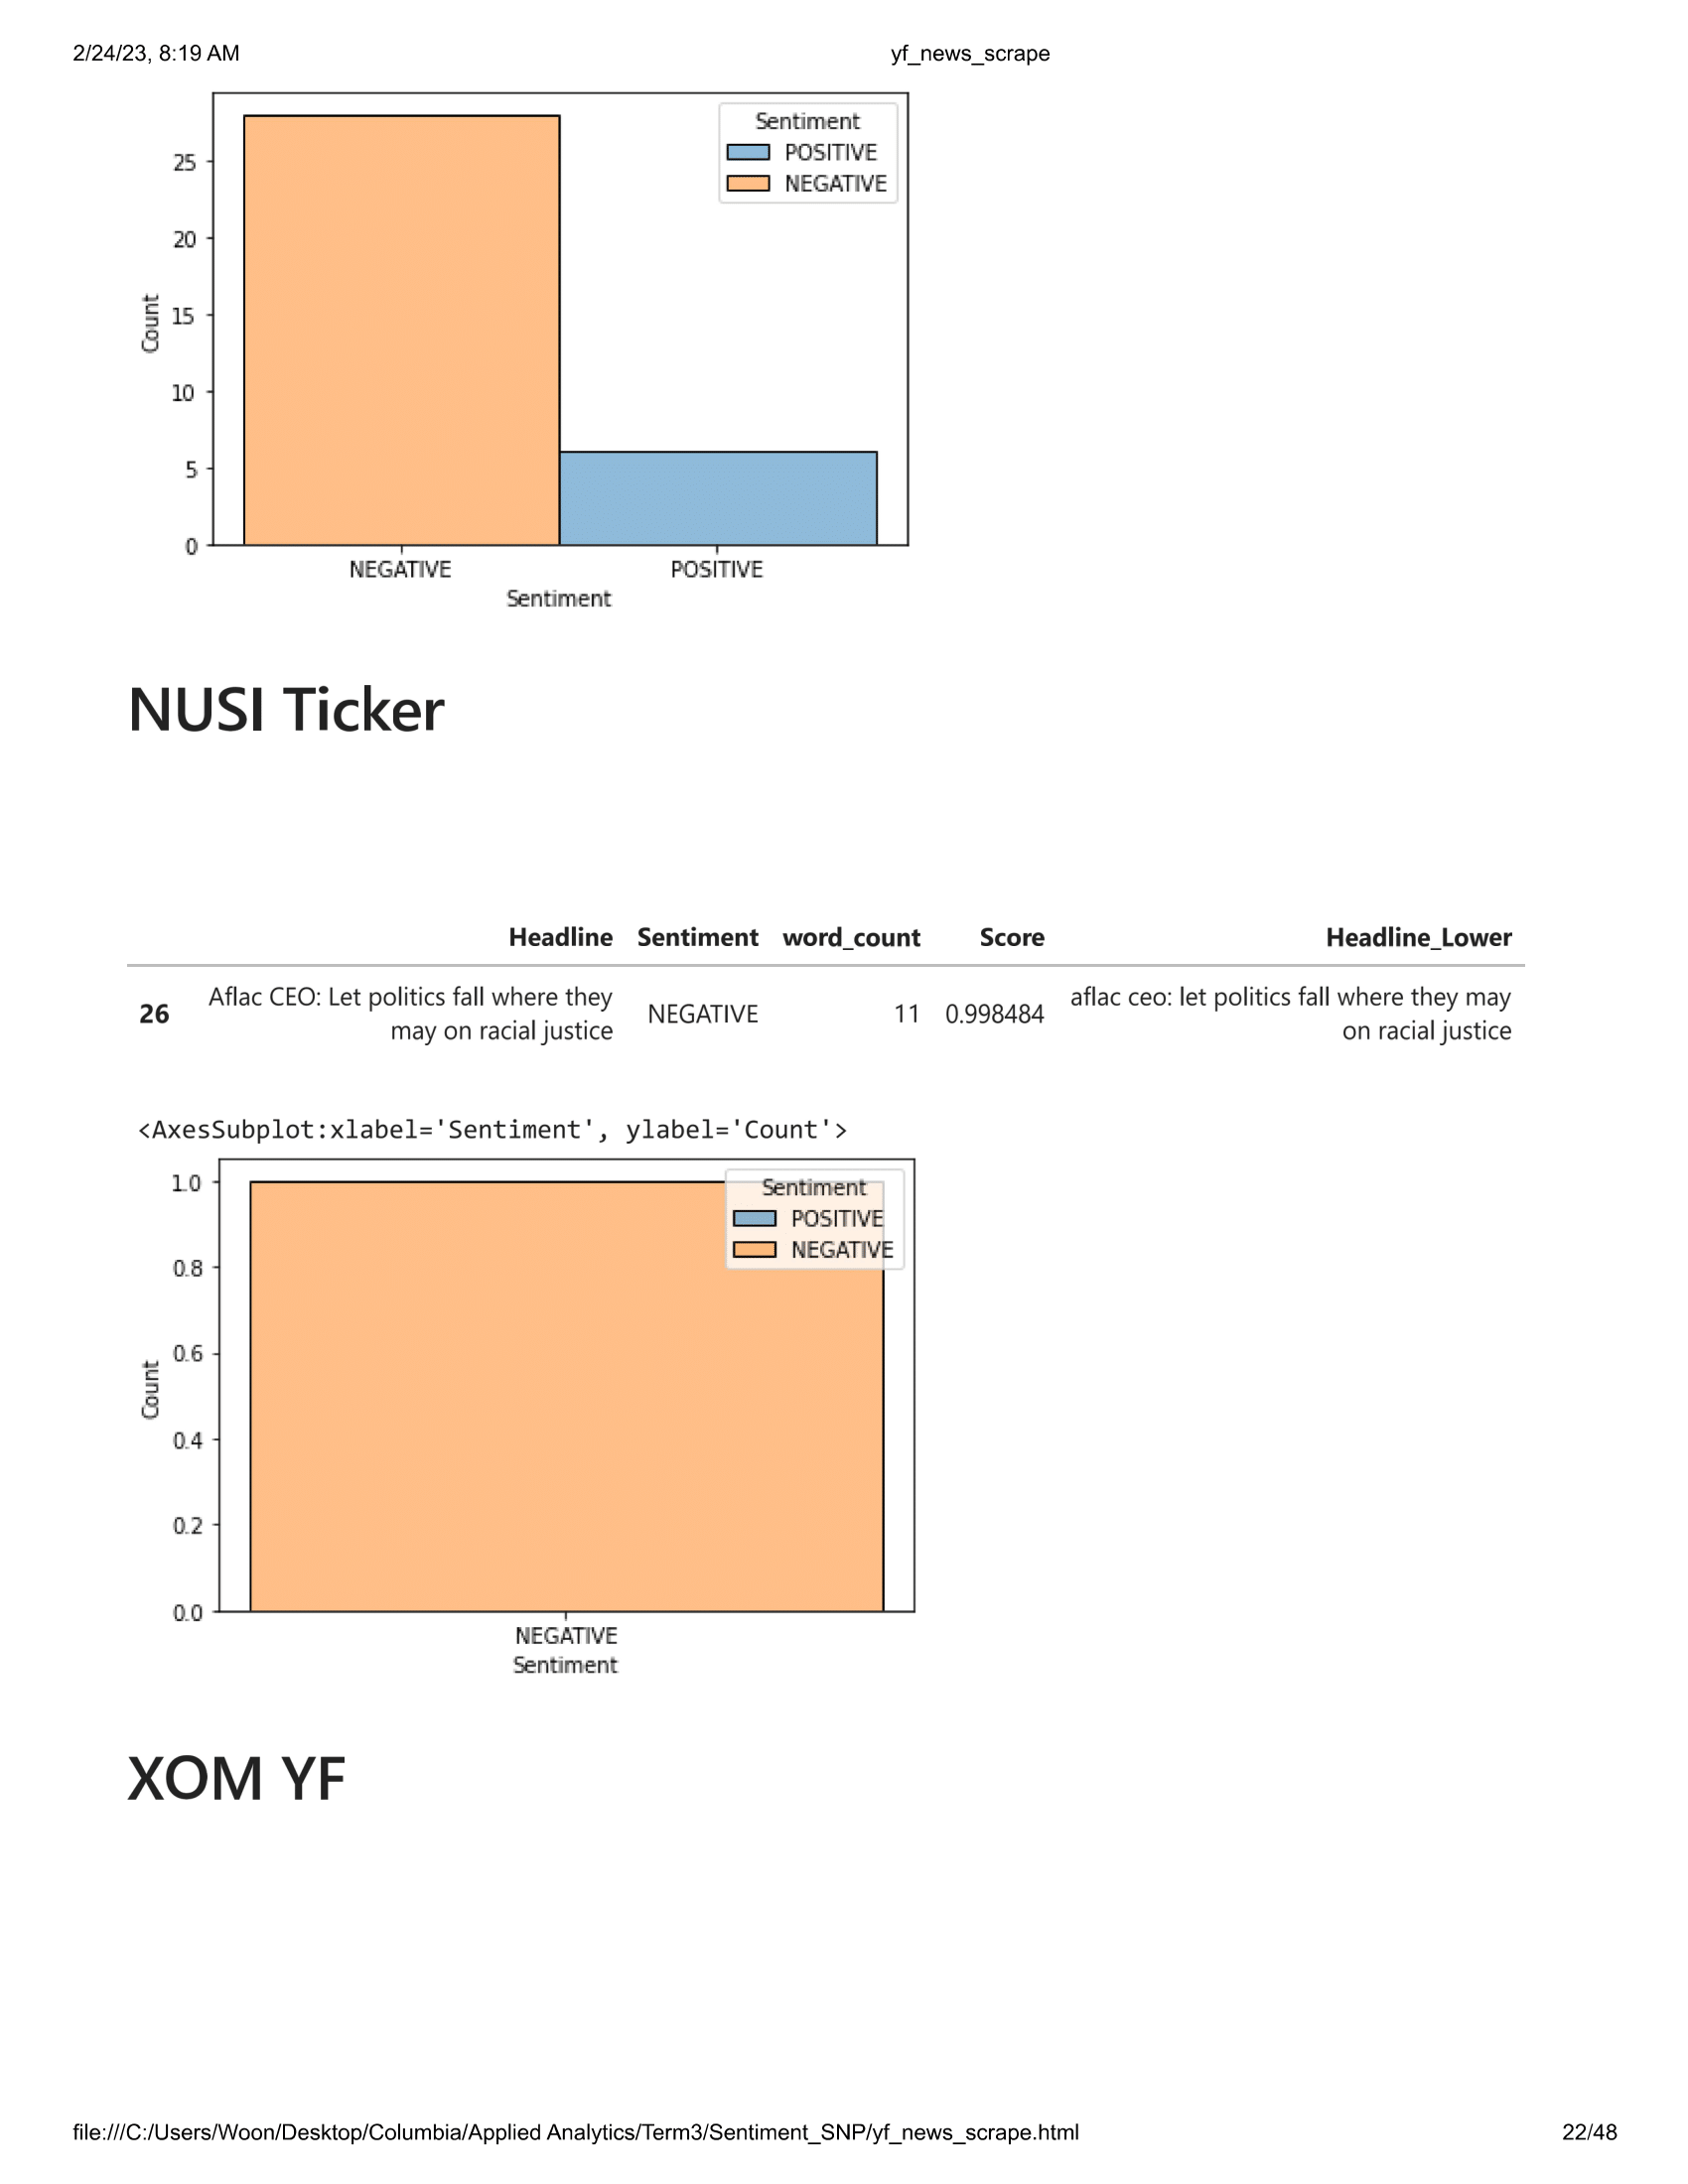 2/24/23, 8:19 AM yf_news_scrape
Sentiment
POSITIVE
NEGATIVE
25
20
15
10
5
0
Count
NEGATIVE POSITIVE
Sentiment
NUSI Ticker
Headline Sentiment word_count Score Headline_Lower
26 Aflac CEO: Let politics fall where they may on racial justice NEGATIVE 11 0.998484 aflac ceo: let politics fall where they may on racial justice
<AxesSubplot:xlabel='Sentiment', ylabel='Count'>
Sentiment
POSITIVE
NEGATIVE
1.0
0.8
0.6
0.4
0.2
0.0
Count
NEGATIVE
Sentiment
XOM YF
file:///C:/Users/Woon/Desktop/Columbia/Applied Analytics/Term3/Sentiment_SNP/yf_news_scrape.html 22/48